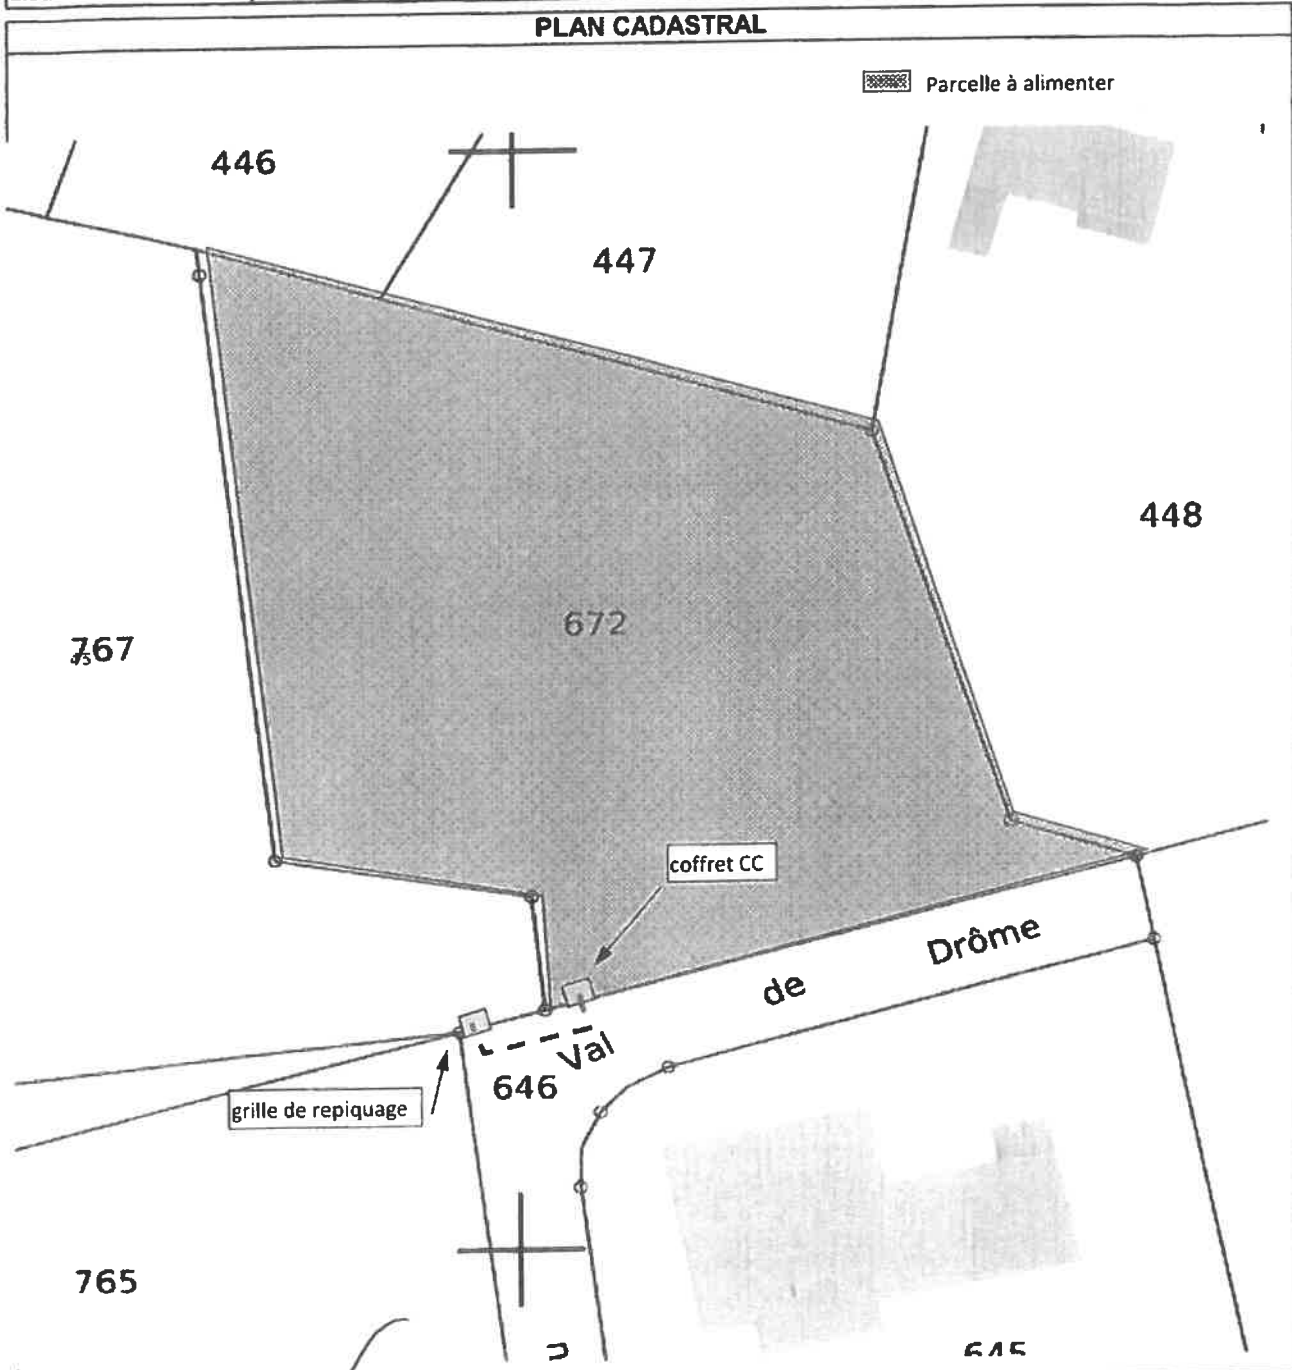 PLAN CADASTRAL
Parcelle à alimenter
446
447
448
672
767
coffret CC
Drôme
de
Val
646
grille de repiquage
765
u
645